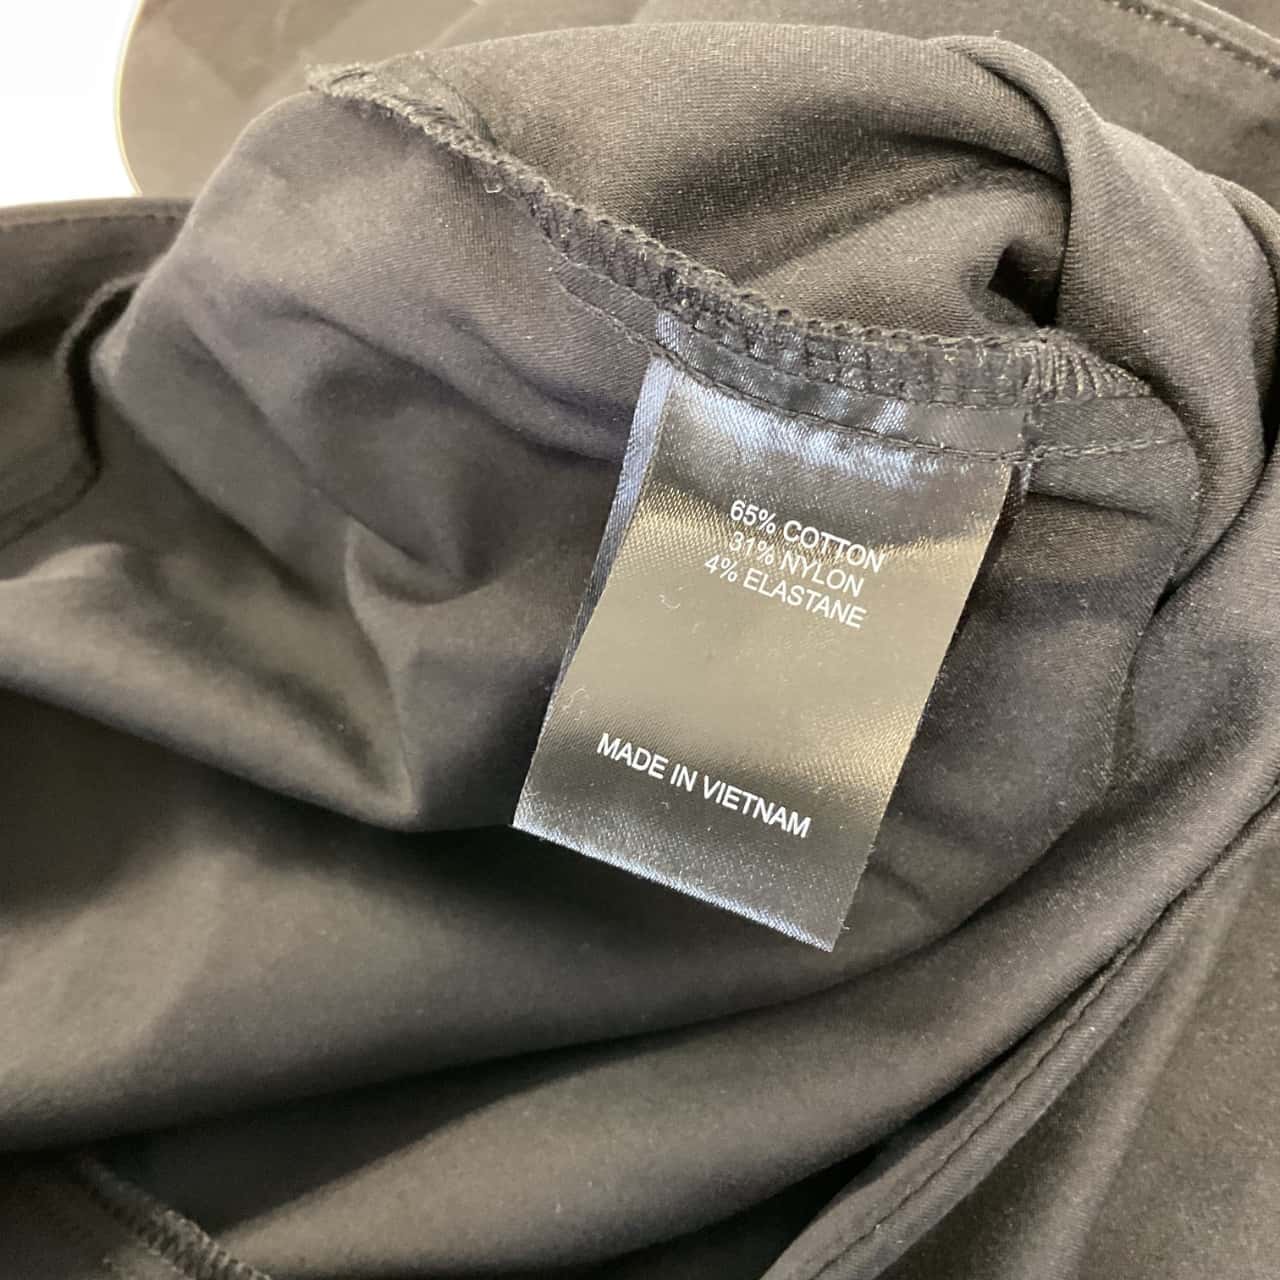 65% COTTON
31% NYLON
4% ELASTANE
MADE IN VIETNAM